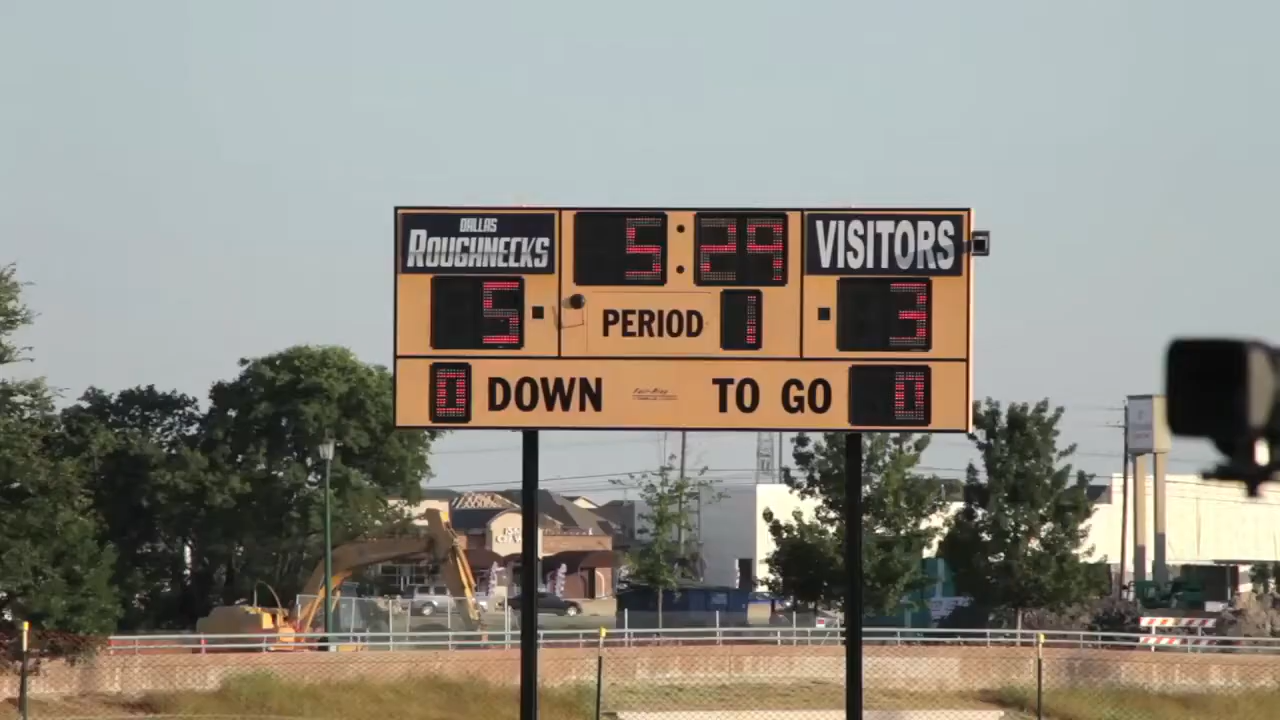 DALLAS
ROUGHNECKS
5:29
VISITORS
5
PERIOD 1
3
0 DOWN
TO GO 0